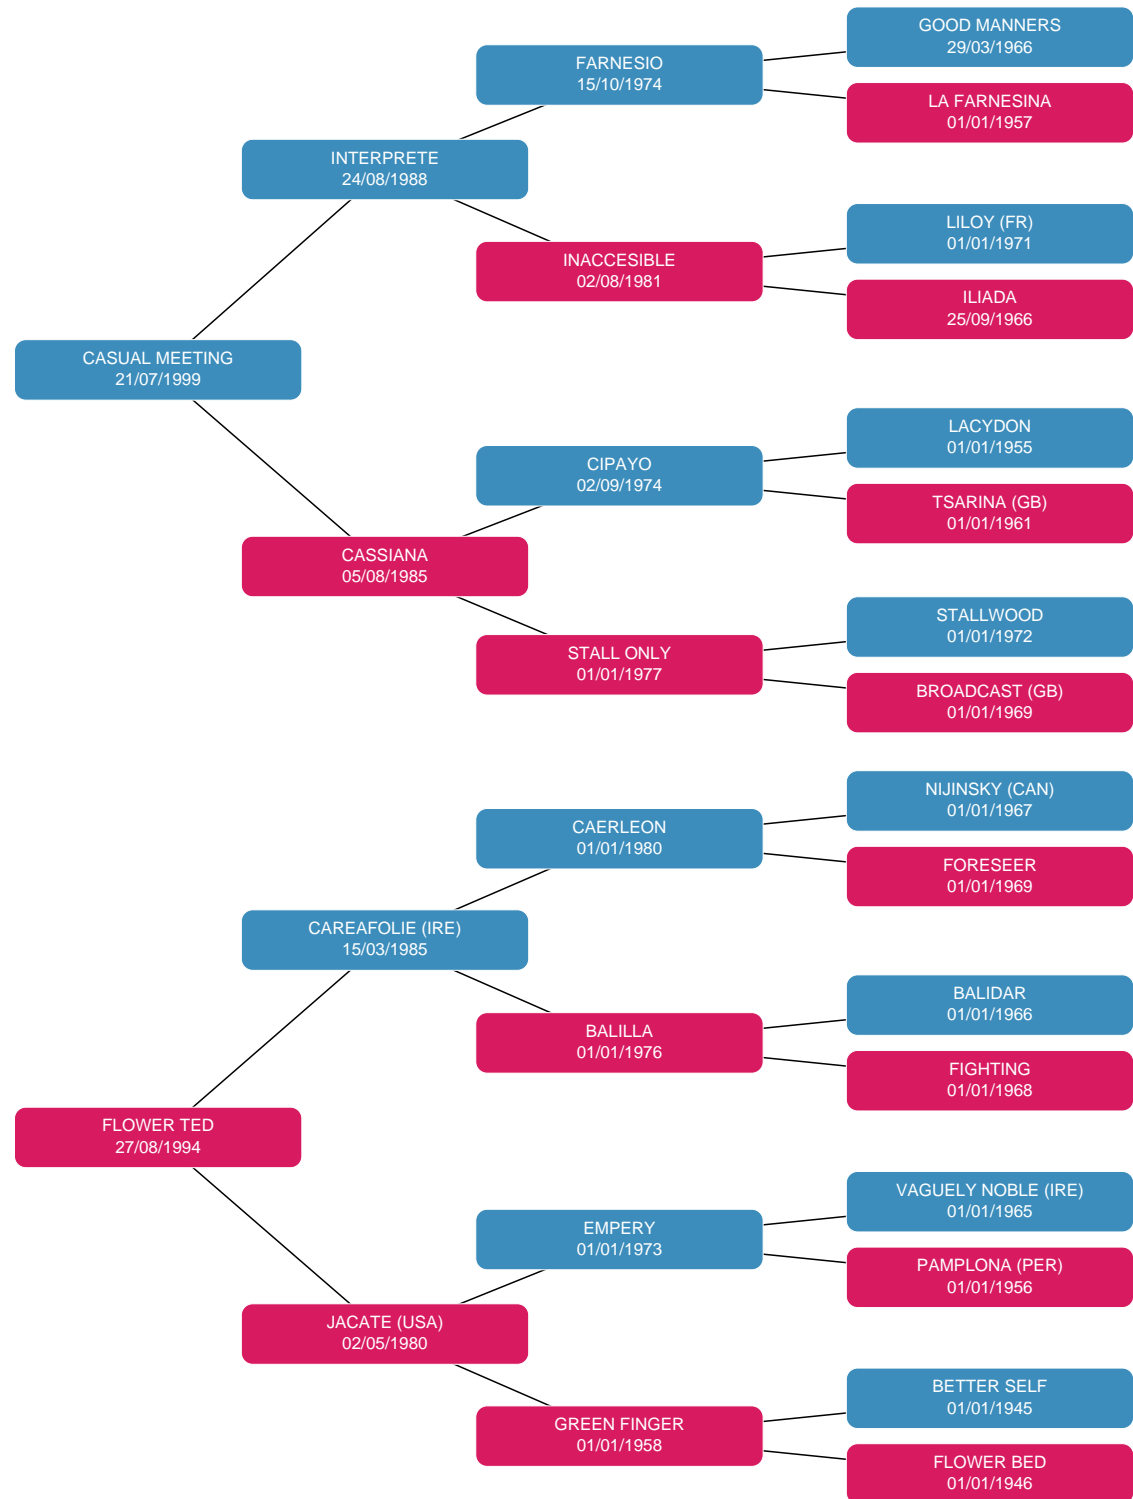 GOOD MANNERS
29/03/1966
FARNESIO
15/10/1974
LA FARNESINA
01/01/1957
INTERPRETE
24/08/1988
LILOY (FR)
01/01/1971
INACCESIBLE
02/08/1981
ILIADA
25/09/1966
CASUAL MEETING
21/07/1999
LACYDON
01/01/1955
CIPAYO
02/09/1974
TSARINA (GB)
01/01/1961
CASSIANA
05/08/1985
STALLWOOD
01/01/1972
STALL ONLY
01/01/1977
BROADCAST (GB)
01/01/1969
NIJINSKY (CAN)
01/01/1967
CAERLEON
01/01/1980
FORESEER
01/01/1969
CAREAFOLIE (IRE)
15/03/1985
BALIDAR
01/01/1966
BALILLA
01/01/1976
FIGHTING
01/01/1968
FLOWER TED
27/08/1994
VAGUELY NOBLE (IRE)
01/01/1965
EMPERY
01/01/1973
PAMPLONA (PER)
01/01/1956
JACATE (USA)
02/05/1980
BETTER SELF
01/01/1945
GREEN FINGER
01/01/1958
FLOWER BED
01/01/1946